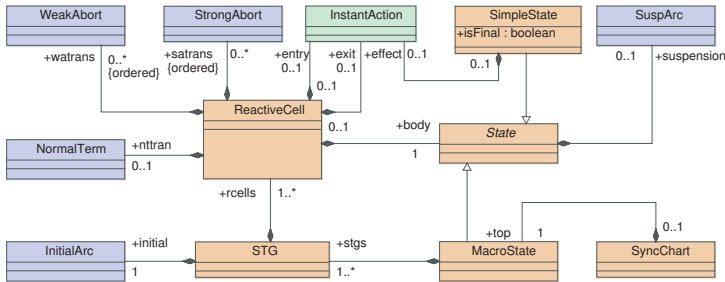 WeakAbort StrongAbort InstantAction SimpleState SuspArc
+isFinal : boolean
+watrans 0..* {ordered}
+satrans {ordered} 0..*
+entry 0..1
+exit 0..1
+effect 0..1
0..1
0..1 +suspension
0..1
ReactiveCell
0..1
+body
1
State
NormalTerm
+nttran
0..1
+rcells 1..*
+top 1
0..1
InitialArc
+initial
1
STG
+stgs
1..*
MacroState
SyncChart